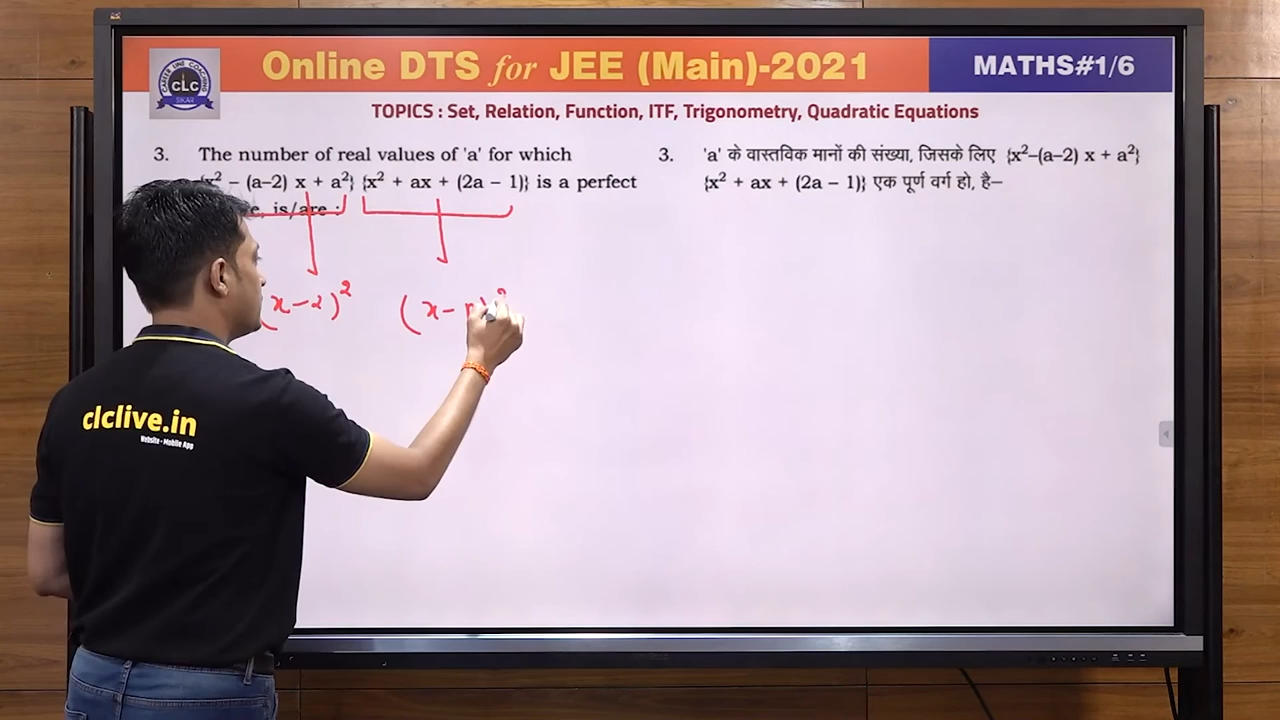 Online DTS for JEE (Main)-2021
MATHS#1/6
CAREER LINE COACHING
CLC
SIKAR
TOPICS : Set, Relation, Function, ITF, Trigonometry, Quadratic Equations
3. The number of real values of 'a' for which
x² – (a–2) x + a²} {x² + ax + (2a – 1)} is a perfect
e, is/are :
3. 'a' के वास्तविक मानों की संख्या, जिसके लिए {x²–(a–2) x + a²}
{x² + ax + (2a – 1)} एक पूर्ण वर्ग हो, है–
(x-2)² (x-
clclive.in
Website - Mobile App